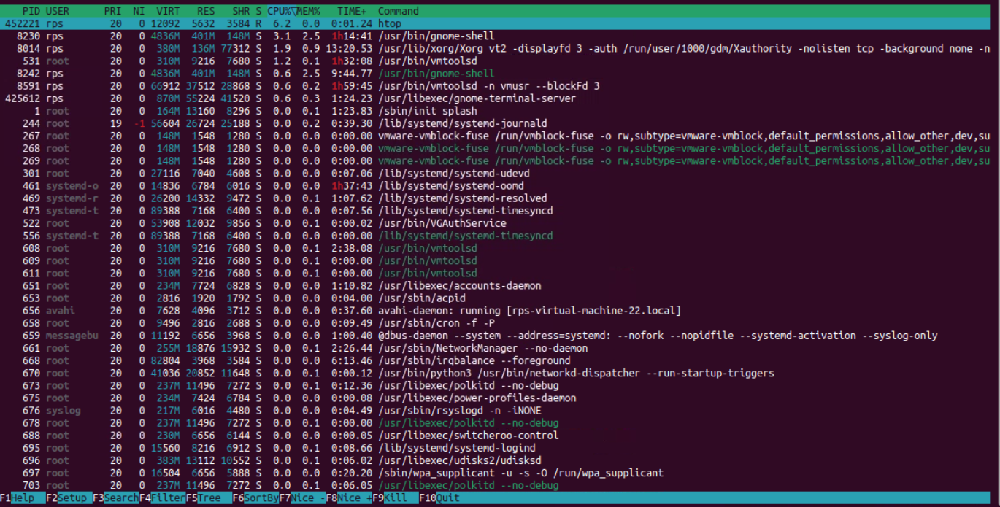 PID USER PRI NI VIRT RES SHR S CPU%▽MEM% TIME+ Command
452221 rps 20 0 12092 5632 3584 R 6.2 0.0 0:01.24 htop
8230 rps 20 0 4836M 401M 148M S 3.1 2.5 1h14:41 /usr/bin/gnome-shell
8014 rps 20 0 380M 136M 77312 S 1.9 0.9 13:20.53 /usr/lib/xorg/Xorg vt2 -displayfd 3 -auth /run/user/1000/gdm/Xauthority -nolisten tcp -background none -n
531 root 20 0 310M 9216 7680 S 1.2 0.1 1h32:08 /usr/bin/vmtoolsd
8242 rps 20 0 4836M 401M 148M S 0.6 2.5 9:44.77 /usr/bin/gnome-shell
8591 rps 20 0 66912 37512 28868 S 0.6 0.2 1h59:45 /usr/bin/vmtoolsd -n vmusr --blockFd 3
425612 rps 20 0 870M 55224 41520 S 0.6 0.3 1:24.23 /usr/libexec/gnome-terminal-server
1 root 20 0 164M 13160 8296 S 0.0 0.1 1:23.83 /sbin/init splash
244 root 19 -1 56604 26724 25188 S 0.0 0.2 0:39.30 /lib/systemd/systemd-journald
267 root 20 0 148M 1548 1280 S 0.0 0.0 0:00.00 vmware-vmblock-fuse /run/vmblock-fuse -o rw,subtype=vmware-vmblock,default_permissions,allow_other,dev,su
268 root 20 0 148M 1548 1280 S 0.0 0.0 0:00.00 vmware-vmblock-fuse /run/vmblock-fuse -o rw,subtype=vmware-vmblock,default_permissions,allow_other,dev,su
269 root 20 0 148M 1548 1280 S 0.0 0.0 0:00.00 vmware-vmblock-fuse /run/vmblock-fuse -o rw,subtype=vmware-vmblock,default_permissions,allow_other,dev,su
301 root 20 0 27116 7040 4608 S 0.0 0.0 0:07.06 /lib/systemd/systemd-udevd
461 systemd-o 20 0 14836 6784 6016 S 0.0 0.0 1h37:43 /lib/systemd/systemd-oomd
469 systemd-r 20 0 26200 14332 9472 S 0.0 0.1 1:07.62 /lib/systemd/systemd-resolved
473 systemd-t 20 0 89388 7168 6400 S 0.0 0.0 0:07.56 /lib/systemd/systemd-timesyncd
522 root 20 0 53908 12032 9856 S 0.0 0.1 0:00.02 /usr/bin/VGAuthService
556 systemd-t 20 0 89388 7168 6400 S 0.0 0.0 0:00.00 /lib/systemd/systemd-timesyncd
608 root 20 0 310M 9216 7680 S 0.0 0.1 2:38.08 /usr/bin/vmtoolsd
609 root 20 0 310M 9216 7680 S 0.0 0.1 0:00.00 /usr/bin/vmtoolsd
611 root 20 0 310M 9216 7680 S 0.0 0.1 0:00.00 /usr/bin/vmtoolsd
651 root 20 0 234M 7724 6828 S 0.0 0.0 1:10.82 /usr/libexec/accounts-daemon
653 root 20 0 2816 1920 1792 S 0.0 0.0 0:04.00 /usr/sbin/acpid
656 avahi 20 0 7628 4096 3712 S 0.0 0.0 0:37.60 avahi-daemon: running [rps-virtual-machine-22.local]
658 root 20 0 9496 2816 2688 S 0.0 0.0 0:09.49 /usr/sbin/cron -f -P
659 messagebu 20 0 11192 6656 3968 S 0.0 0.0 1:00.40 @dbus-daemon --system --address=systemd: --nofork --nopidfile --systemd-activation --syslog-only
661 root 20 0 255M 18876 15932 S 0.0 0.1 2:26.44 /usr/sbin/NetworkManager --no-daemon
668 root 20 0 82804 3968 3584 S 0.0 0.0 6:13.46 /usr/sbin/irqbalance --foreground
670 root 20 0 41036 20852 11648 S 0.0 0.1 0:00.12 /usr/bin/python3 /usr/bin/networkd-dispatcher --run-startup-triggers
673 root 20 0 237M 11496 7272 S 0.0 0.1 0:12.36 /usr/libexec/polkitd --no-debug
675 root 20 0 234M 7424 6784 S 0.0 0.0 0:00.08 /usr/libexec/power-profiles-daemon
676 syslog 20 0 217M 6016 4480 S 0.0 0.0 0:04.49 /usr/sbin/rsyslogd -n -iNONE
678 root 20 0 237M 11496 7272 S 0.0 0.1 0:00.00 /usr/libexec/polkitd --no-debug
688 root 20 0 230M 6656 6144 S 0.0 0.0 0:00.05 /usr/libexec/switcheroo-control
695 root 20 0 15560 8216 6912 S 0.0 0.1 0:08.66 /lib/systemd/systemd-logind
696 root 20 0 383M 13112 10552 S 0.0 0.1 0:06.02 /usr/libexec/udisks2/udisksd
697 root 20 0 16504 6656 5888 S 0.0 0.0 0:20.20 /sbin/wpa_supplicant -u -s -O /run/wpa_supplicant
703 root 20 0 237M 11496 7272 S 0.0 0.1 0:06.05 /usr/libexec/polkitd --no-debug
F1Help F2Setup F3SearchF4FilterF5Tree F6SortByF7Nice -F8Nice +F9Kill F10Quit